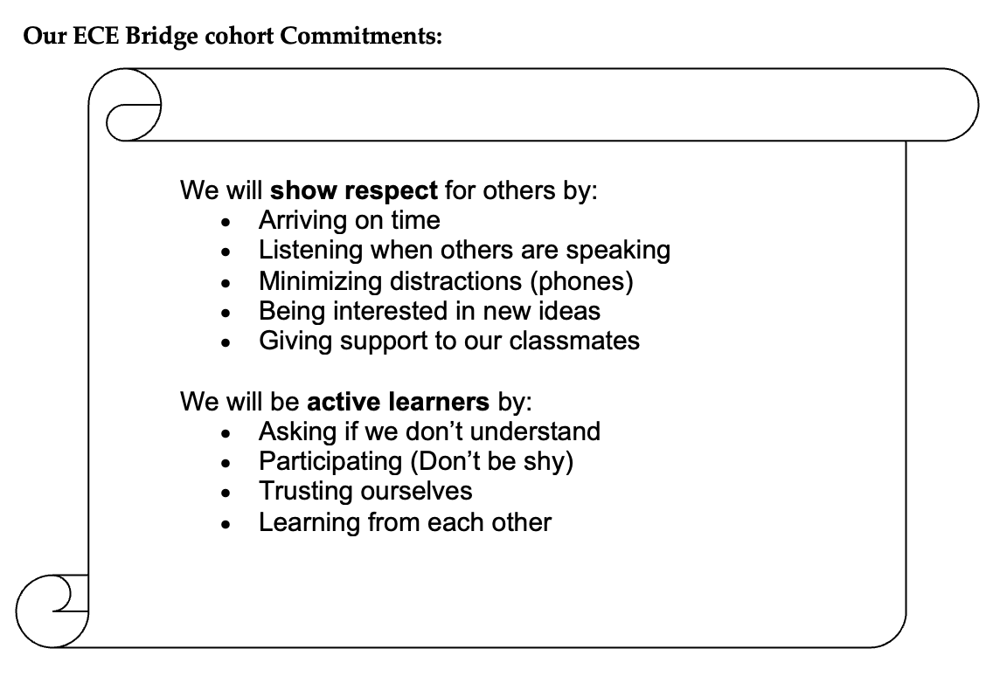 Our ECE Bridge cohort Commitments:
We will show respect for others by:
• Arriving on time
• Listening when others are speaking
• Minimizing distractions (phones)
• Being interested in new ideas
• Giving support to our classmates
We will be active learners by:
• Asking if we don’t understand
• Participating (Don’t be shy)
• Trusting ourselves
• Learning from each other